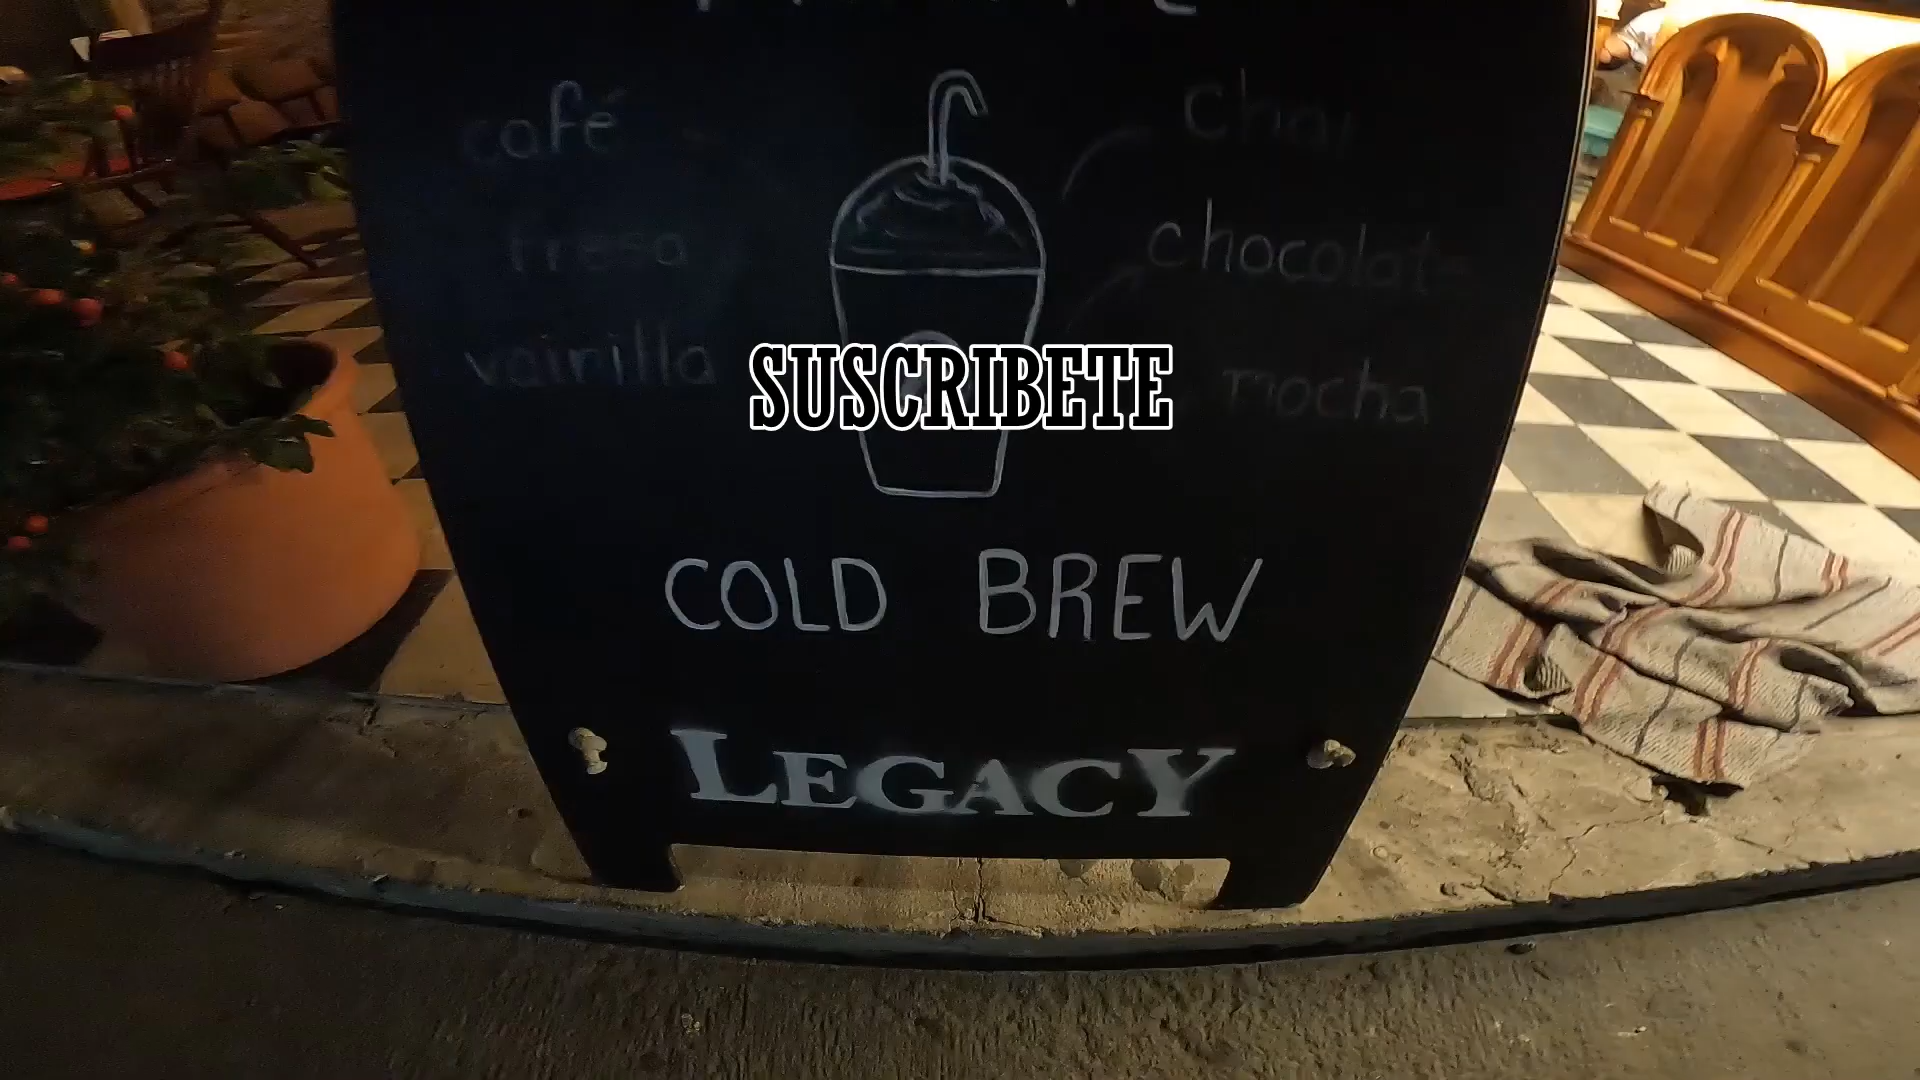 café
fresa
vainilla
chai
chocolate
mocha
SUSCRIBETE
COLD BREW
LEGACY